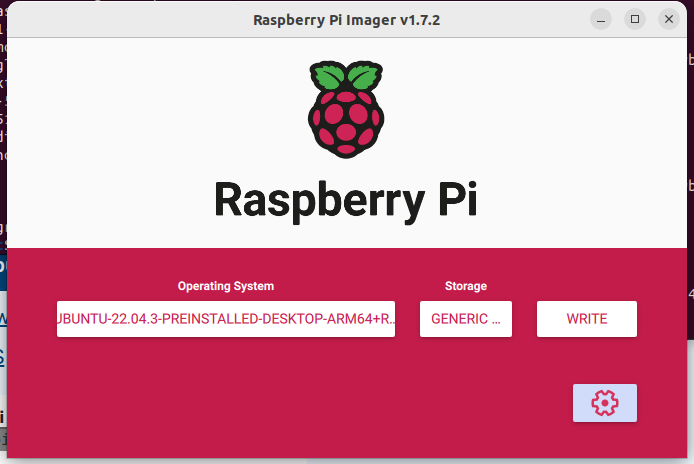 Raspberry Pi Imager v1.7.2
Raspberry Pi
Operating System
Storage
UBUNTU-22.04.3-PREINSTALLED-DESKTOP-ARM64+R...
GENERIC ...
WRITE